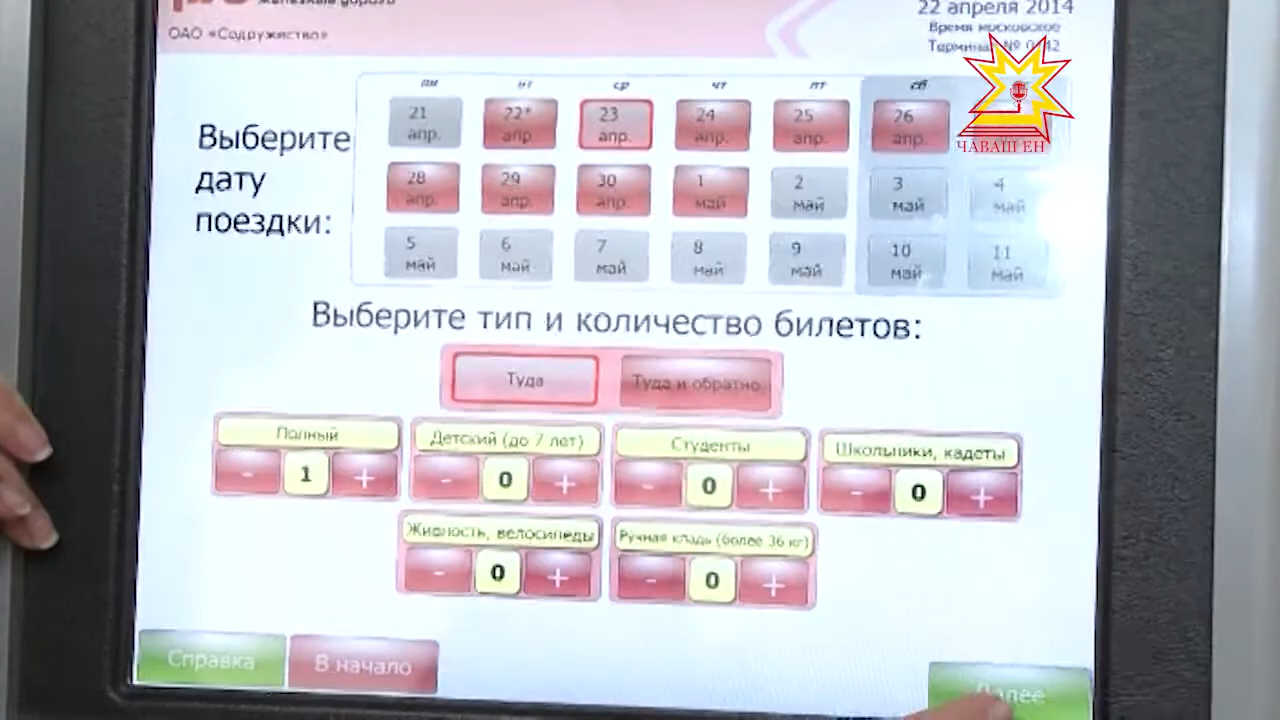 22 апреля 2014
ОАО «Содружество»
Время московское
Терминал №
ЧӐВАШ ЕН
пн вт ср чт пт сб
Выберите дату поездки:
21 апр. 22* апр. 23 апр. 24 апр. 25 апр. 26 апр.
28 апр. 29 апр. 30 апр. 1 май 2 май 3 май 4 май
5 май 6 май 7 май 8 май 9 май 10 май 11 май
Выберите тип и количество билетов:
Туда Туда и обратно
Полный Детский (до 7 лет) Студенты Школьники, кадеты
- 1 + - 0 + - 0 + - 0 +
Живность, велосипеды Ручная кладь (более 36 кг)
- 0 + - 0 +
Справка В начало Далее